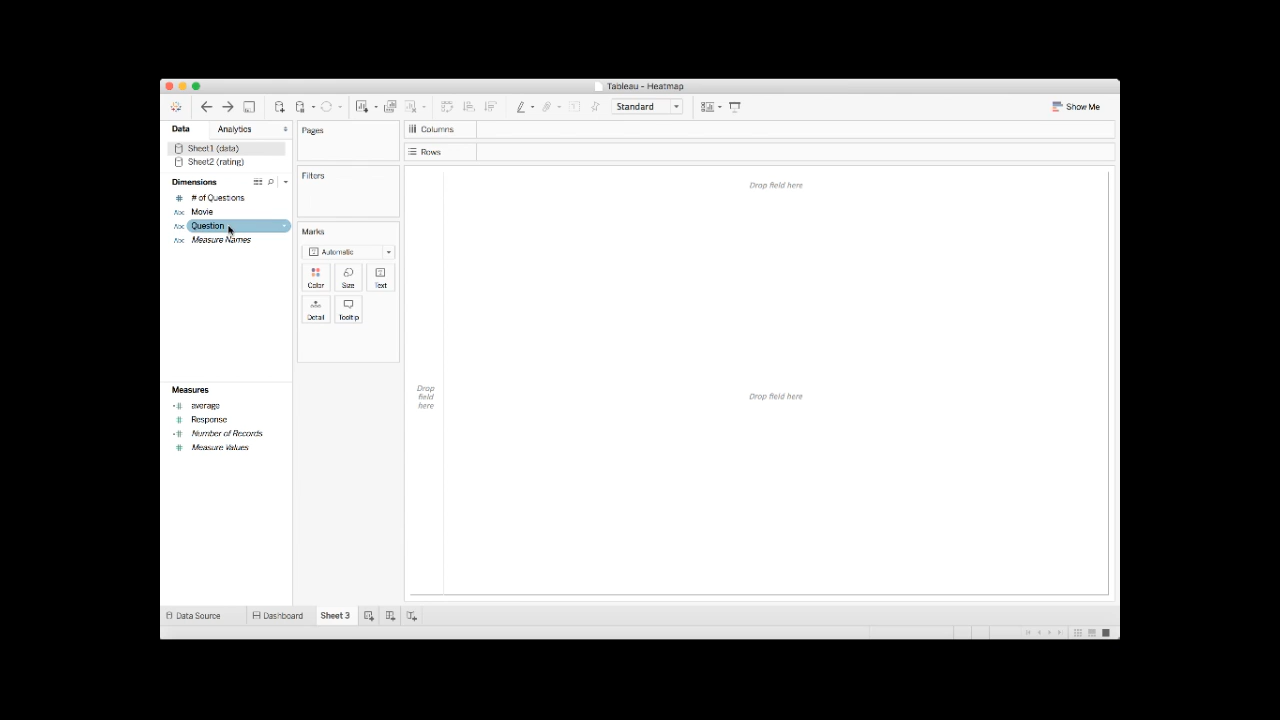 Tableau - Heatmap
Standard
Show Me
Data
Analytics
Sheet1 (data)
Sheet2 (rating)
Dimensions
# of Questions
Movie
Question
Measure Names
Measures
average
Response
Number of Records
Measure Values
Pages
Filters
Marks
Automatic
Color
Size
Text
Detail
Tooltip
Columns
Rows
Drop field here
Drop
field
here
Drop field here
Data Source
Dashboard
Sheet 3